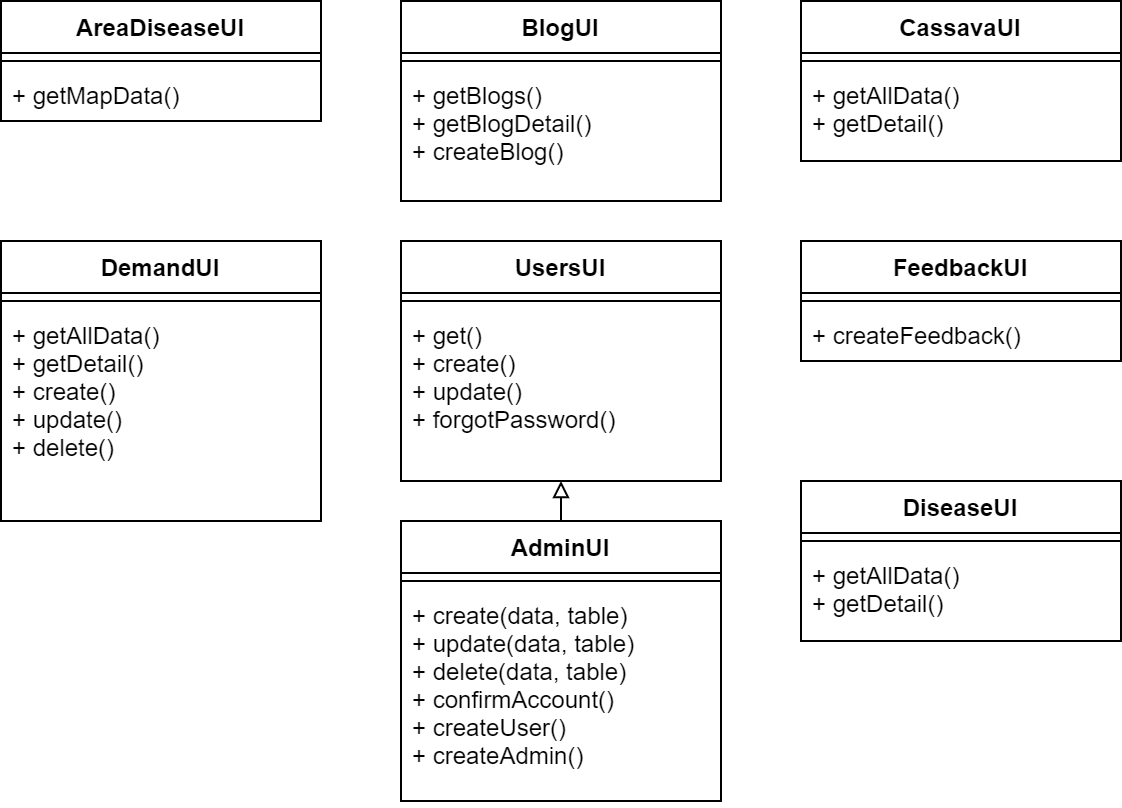 AreaDiseaseUI
+ getMapData()
BlogUI
+ getBlogs()
+ getBlogDetail()
+ createBlog()
CassavaUI
+ getAllData()
+ getDetail()
DemandUI
+ getAllData()
+ getDetail()
+ create()
+ update()
+ delete()
UsersUI
+ get()
+ create()
+ update()
+ forgotPassword()
FeedbackUI
+ createFeedback()
AdminUI
+ create(data, table)
+ update(data, table)
+ delete(data, table)
+ confirmAccount()
+ createUser()
+ createAdmin()
DiseaseUI
+ getAllData()
+ getDetail()